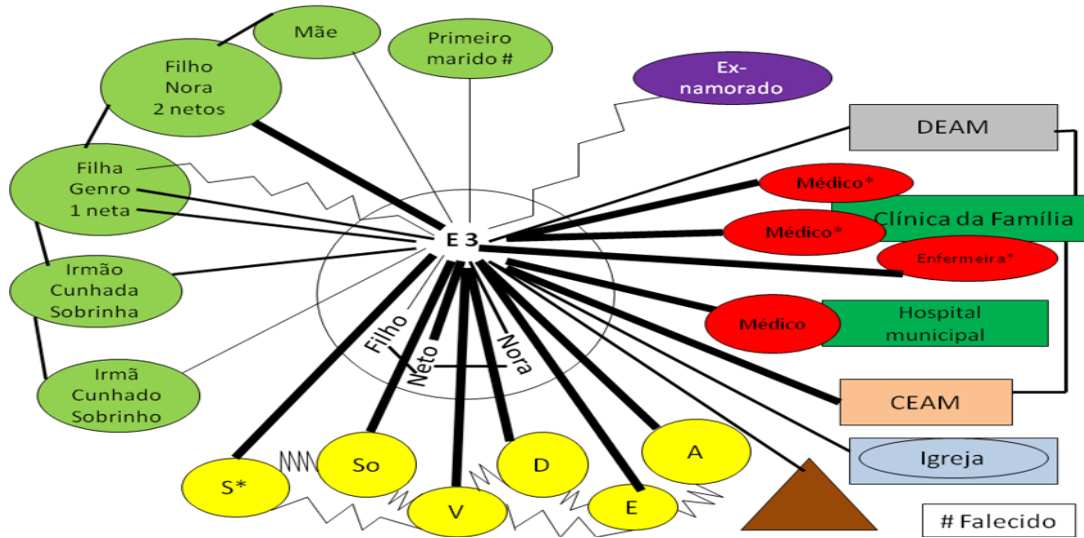 Mãe
Primeiro
marido #
Filho
Nora
2 netos
Ex-
namorado
DEAM
Filha
Genro
1 neta
Médico*
Clínica da Família
Médico*
E 3
Enfermeira*
Irmão
Cunhada
Sobrinha
Médico
Hospital
municipal
Filho
Neto
Nora
Irmã
Cunhado
Sobrinho
CEAM
S*
So
V
D
E
A
Igreja
# Falecido